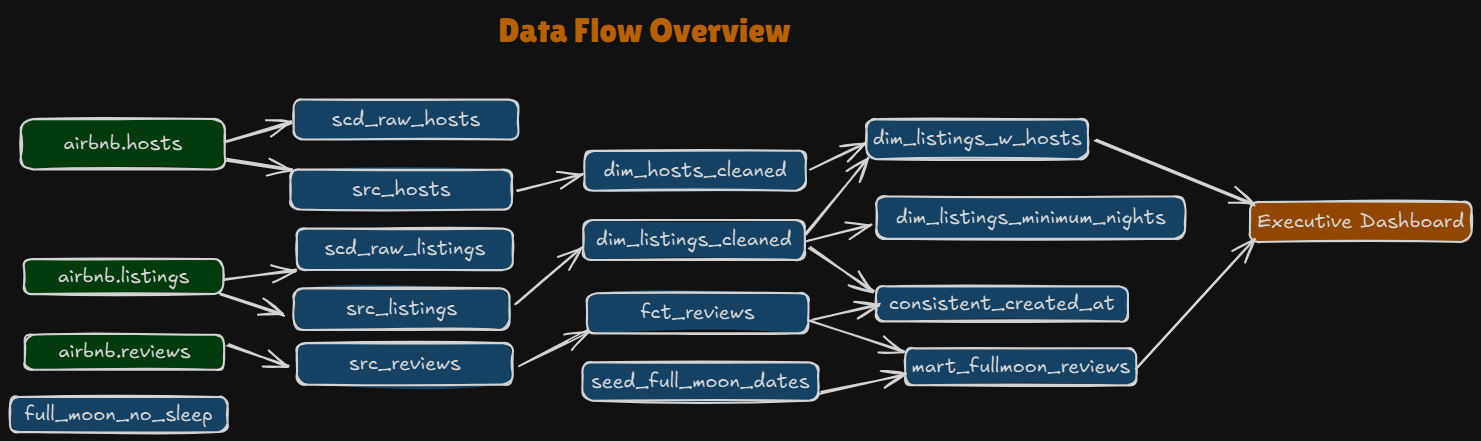 Data Flow Overview
airbnb.hosts
scd_raw_hosts
src_hosts
dim_hosts_cleaned
dim_listings_w_hosts
airbnb.listings
scd_raw_listings
src_listings
dim_listings_cleaned
dim_listings_minimum_nights
Executive Dashboard
airbnb.reviews
src_reviews
fct_reviews
consistent_created_at
seed_full_moon_dates
mart_fullmoon_reviews
full_moon_no_sleep